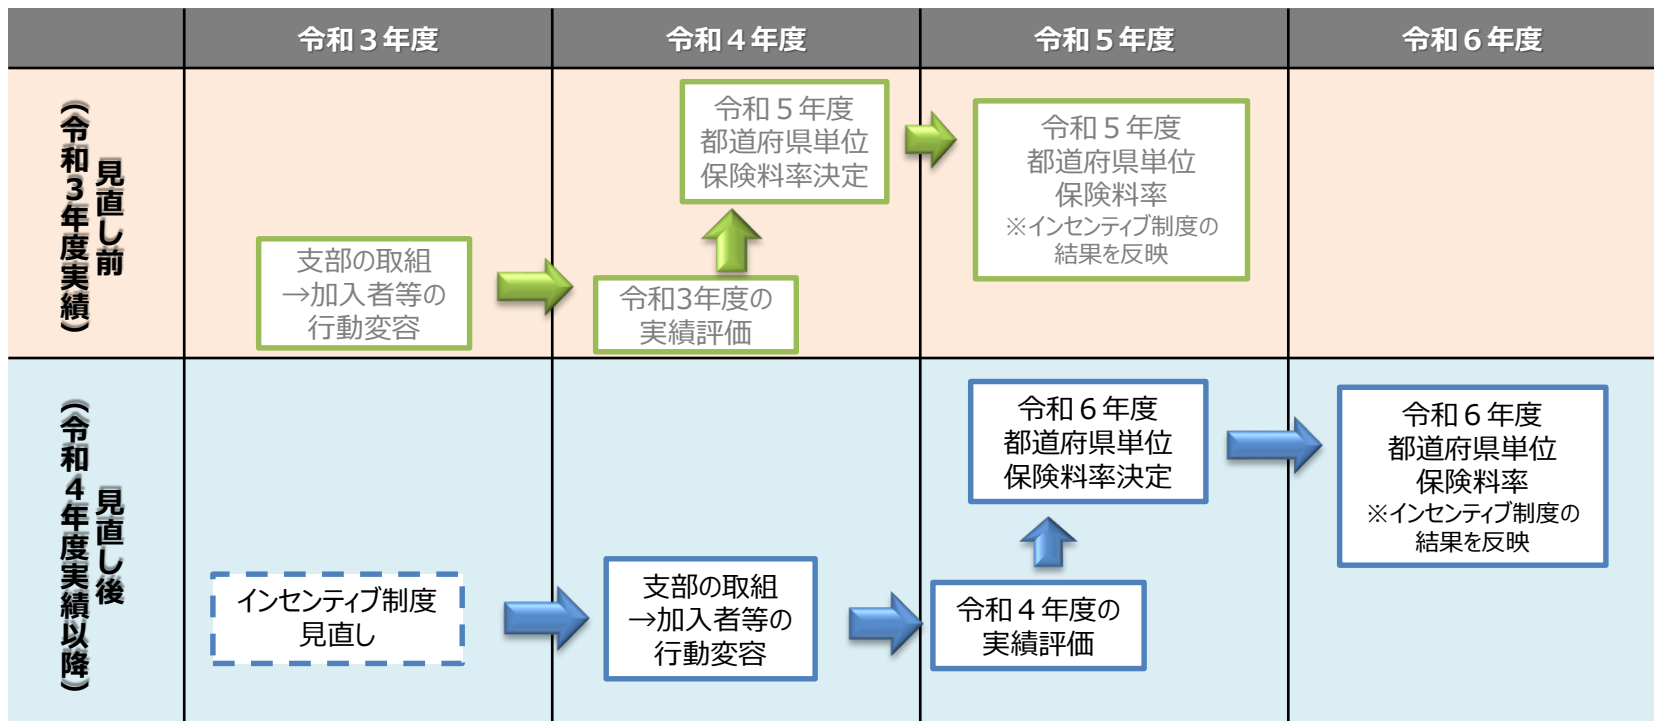 令和３年度
令和４年度
令和５年度
令和６年度
見直し前
（令和３年度実績）
支部の取組
→加入者等の
行動変容
令和3年度の
実績評価
令和５年度
都道府県単位
保険料率決定
令和５年度
都道府県単位
保険料率
※インセンティブ制度の
結果を反映
見直し後
（令和４年度実績以降）
インセンティブ制度
見直し
支部の取組
→加入者等の
行動変容
令和４年度の
実績評価
令和６年度
都道府県単位
保険料率決定
令和６年度
都道府県単位
保険料率
※インセンティブ制度の
結果を反映